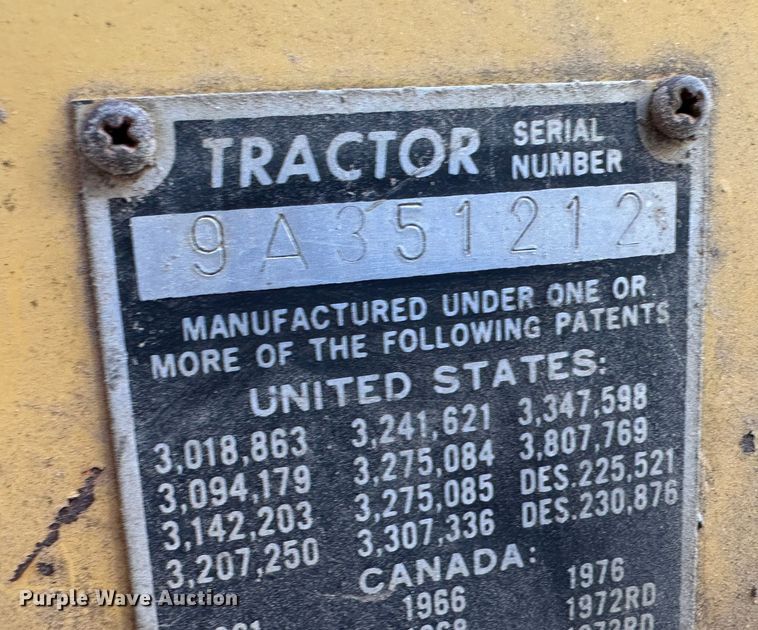 TRACTOR SERIAL NUMBER
9A351212
MANUFACTURED UNDER ONE OR
MORE OF THE FOLLOWING PATENTS
UNITED STATES:
3,018,863 3,241,621 3,347,598
3,094,179 3,275,084 3,807,769
3,142,203 3,275,085 DES.225,521
3,207,250 3,307,336 DES.230,876
CANADA:
1966 1976
1972RD
Purple Wave Auction